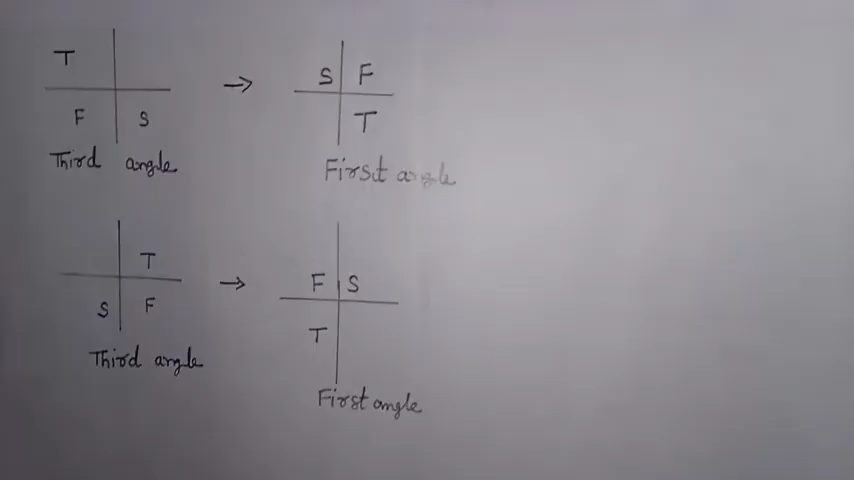 T
F S
Third angle
→
S F
T
First angle
T
S F
Third angle
→
F S
T
First angle